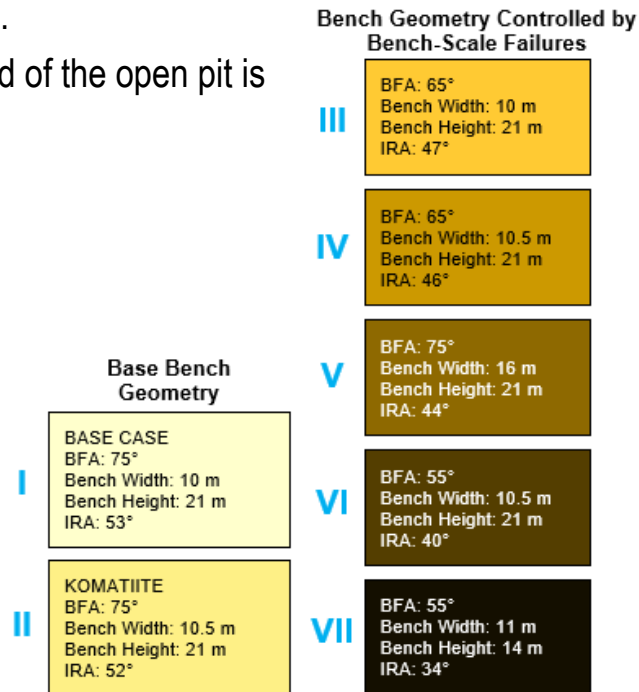 .
d of the open pit is
Bench Geometry Controlled by
Bench-Scale Failures
III
BFA: 65°
Bench Width: 10 m
Bench Height: 21 m
IRA: 47°
IV
BFA: 65°
Bench Width: 10.5 m
Bench Height: 21 m
IRA: 46°
V
BFA: 75°
Bench Width: 16 m
Bench Height: 21 m
IRA: 44°
VI
BFA: 55°
Bench Width: 10.5 m
Bench Height: 21 m
IRA: 40°
VII
BFA: 55°
Bench Width: 11 m
Bench Height: 14 m
IRA: 34°
Base Bench
Geometry
I
BASE CASE
BFA: 75°
Bench Width: 10 m
Bench Height: 21 m
IRA: 53°
II
KOMATIITE
BFA: 75°
Bench Width: 10.5 m
Bench Height: 21 m
IRA: 52°